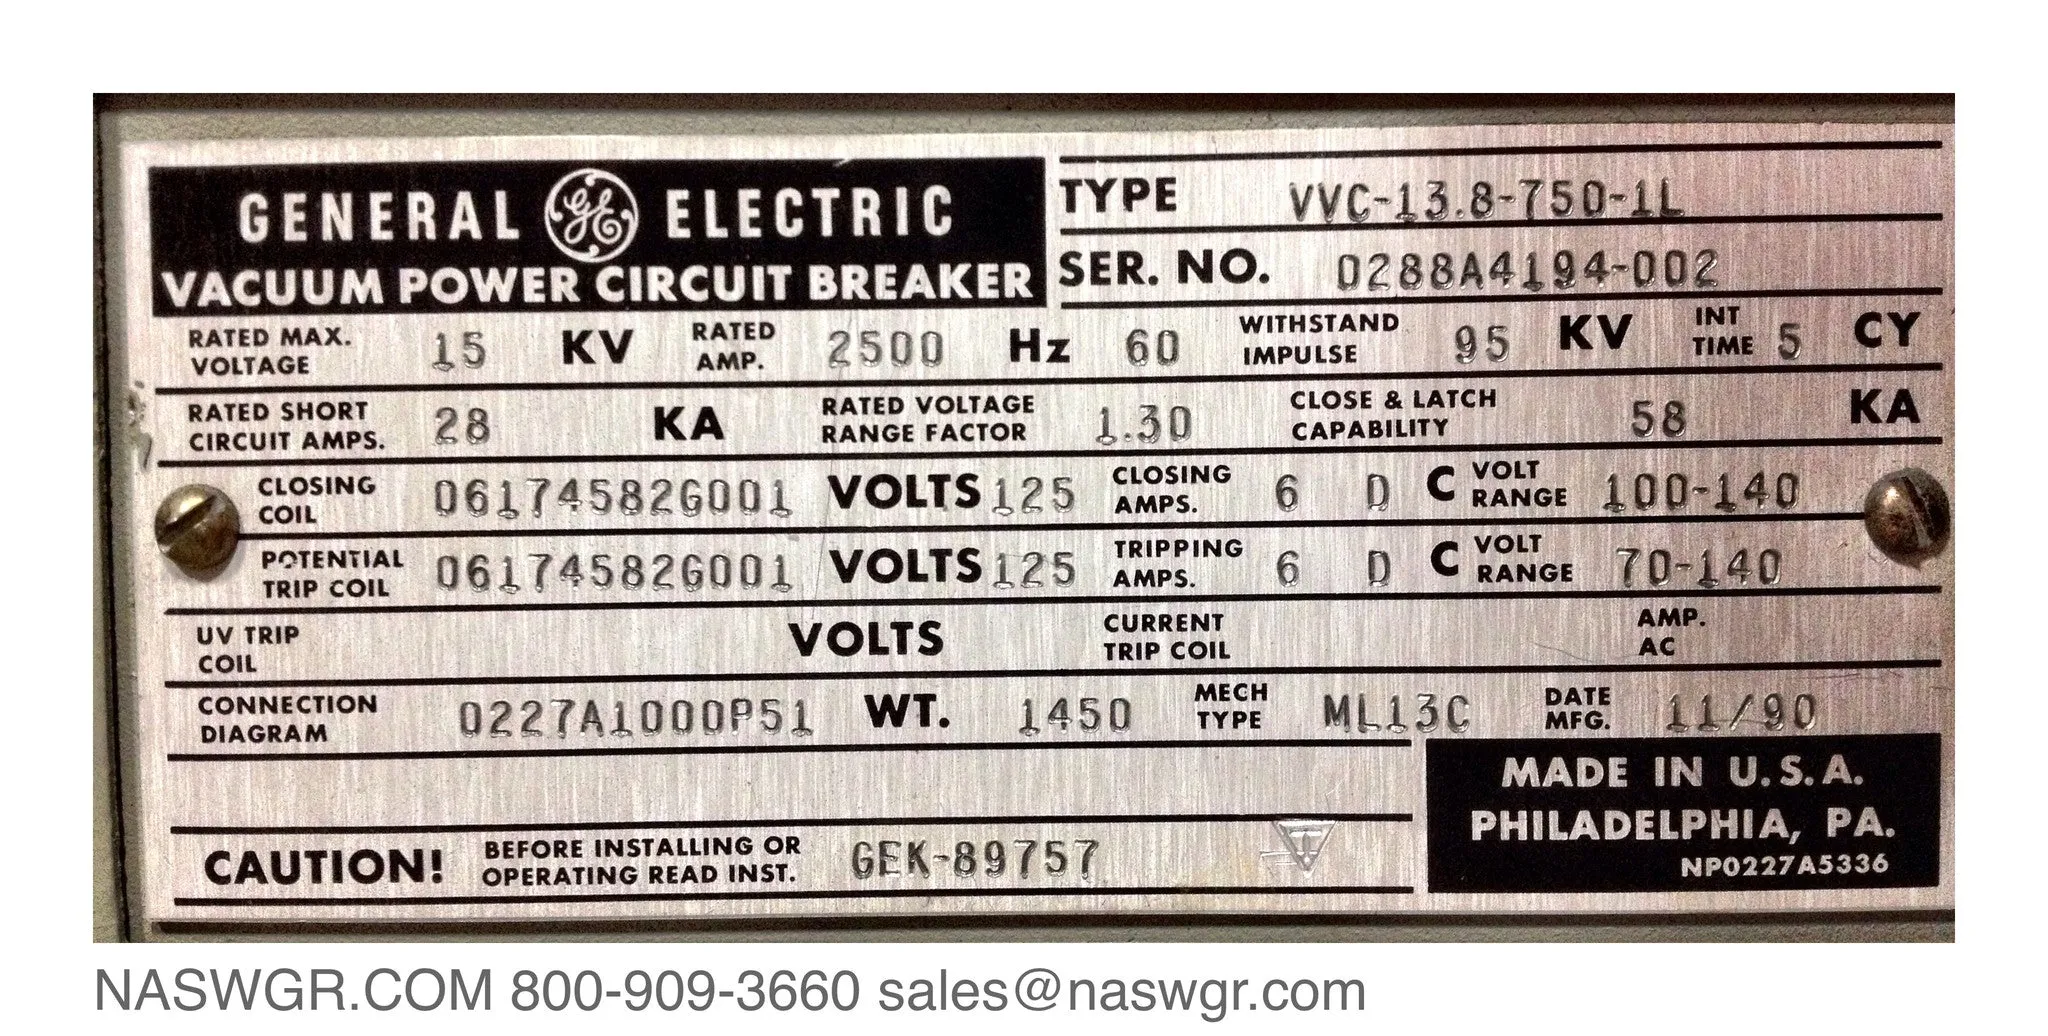 GENERAL GE ELECTRIC
VACUUM POWER CIRCUIT BREAKER
TYPE VVC-13.8-750-1L
SER. NO. 0288A4194-002
RATED MAX. VOLTAGE 15 KV RATED AMP. 2500 Hz 60 WITHSTAND IMPULSE 95 KV INT TIME 5 CY
RATED SHORT CIRCUIT AMPS. 28 KA RATED VOLTAGE RANGE FACTOR 1.30 CLOSE & LATCH CAPABILITY 58 KA
CLOSING COIL 06174582G001 VOLTS 125 CLOSING AMPS. 6 D C VOLT RANGE 100-140
POTENTIAL TRIP COIL 06174582G001 VOLTS 125 TRIPPING AMPS. 6 D C VOLT RANGE 70-140
UV TRIP COIL VOLTS CURRENT TRIP COIL AMP. AC
CONNECTION DIAGRAM 0227A1000P51 WT. 1450 MECH TYPE ML13C DATE MFG. 11/90
CAUTION! BEFORE INSTALLING OR OPERATING READ INST. GEK-89757
MADE IN U.S.A.
PHILADELPHIA, PA.
NP0227A5336
NASWGR.COM 800-909-3660 sales@naswgr.com